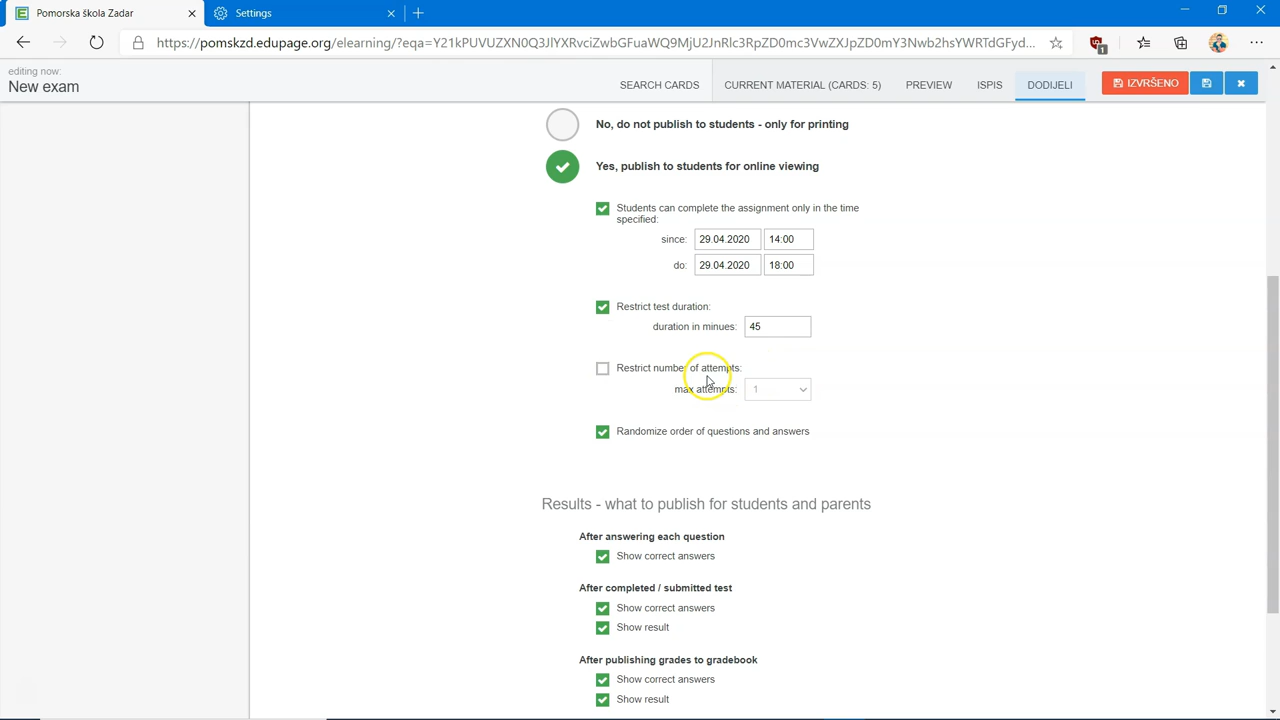 Pomorska škola Zadar
Settings
https://pomskzd.edupage.org/elearning/?eqa=Y21kPUVUZXN0Q3JlYXRvciZwbGFuaWQ9MjU2JnRlc3RpZD0mc3VwZXJpZD0mY3Nwb2hsYWRTdGFyd...
1
editing now:
New exam
SEARCH CARDS
CURRENT MATERIAL (CARDS: 5)
PREVIEW
ISPIS
DODIJELI
IZVRŠENO
No, do not publish to students - only for printing
Yes, publish to students for online viewing
Students can complete the assignment only in the time
specified:
since: 29.04.2020 14:00
do: 29.04.2020 18:00
Restrict test duration:
duration in minues: 45
Restrict number of attempts:
max attempts: 1
Randomize order of questions and answers
Results - what to publish for students and parents
After answering each question
Show correct answers
After completed / submitted test
Show correct answers
Show result
After publishing grades to gradebook
Show correct answers
Show result